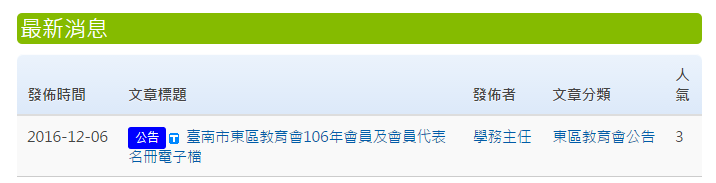 最新消息
發佈時間 文章標題 發佈者 文章分類 人氣
2016-12-06 公告 T 臺南市東區教育會106年會員及會員代表 學務主任 東區教育會公告 3
名冊電子檔